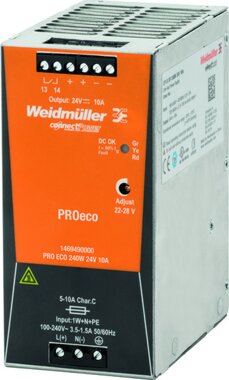 + + − −
13 14
Output: 24V⎓ 10A
Weidmüller
connectPower
DC OK
Gr
Ye
Rd
Adjust
22-28 V
PROeco
1469490000
PRO ECO 240W 24V 10A
5-10A Char.C
Input:1W+N+PE
100-240V~ 3.5-1.5A 50/60Hz
L(+) N(-)